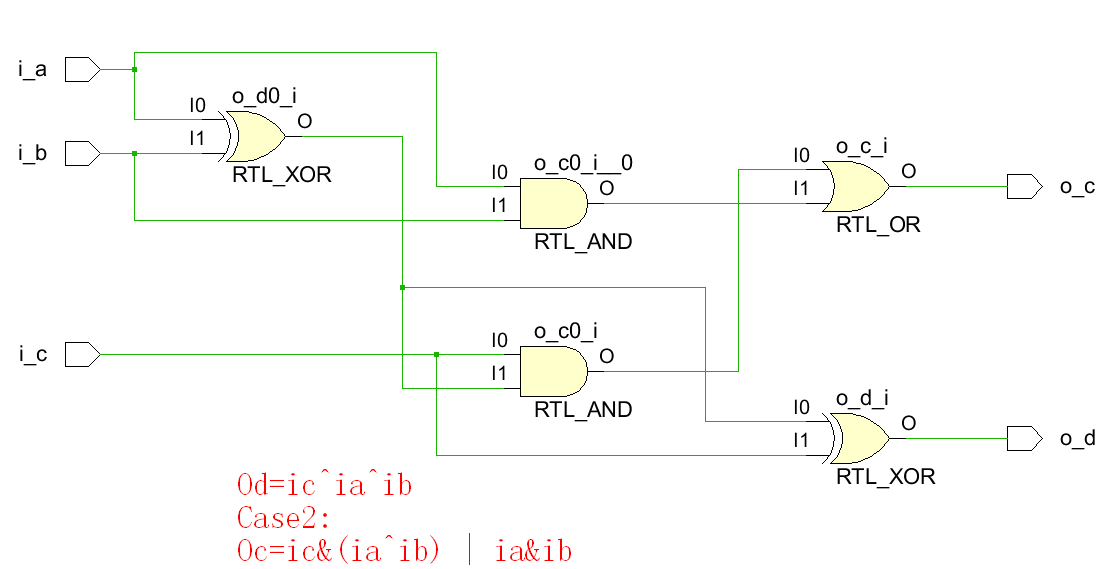 i_a
o_d0_i
I0
O
I1
i_b
RTL_XOR
o_c0_i__0
I0
O
I1
RTL_AND
o_c_i
I0
O
I1
o_c
RTL_OR
i_c
o_c0_i
I0
O
I1
RTL_AND
o_d_i
I0
O
I1
o_d
RTL_XOR
Od=ic^ia^ib
Case2:
Oc=ic&(ia^ib) | ia&ib